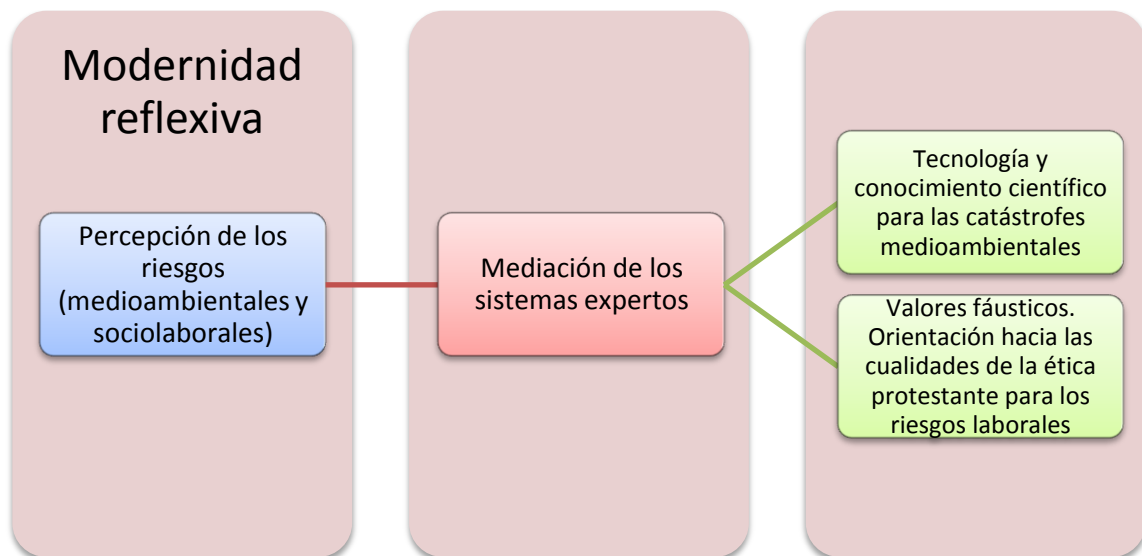 Modernidad
reflexiva
Percepción de los
riesgos
(medioambientales y
sociolaborales)
Mediación de los
sistemas expertos
Tecnología y
conocimiento científico
para las catástrofes
medioambientales
Valores fáusticos.
Orientación hacia las
cualidades de la ética
protestante para los
riesgos laborales